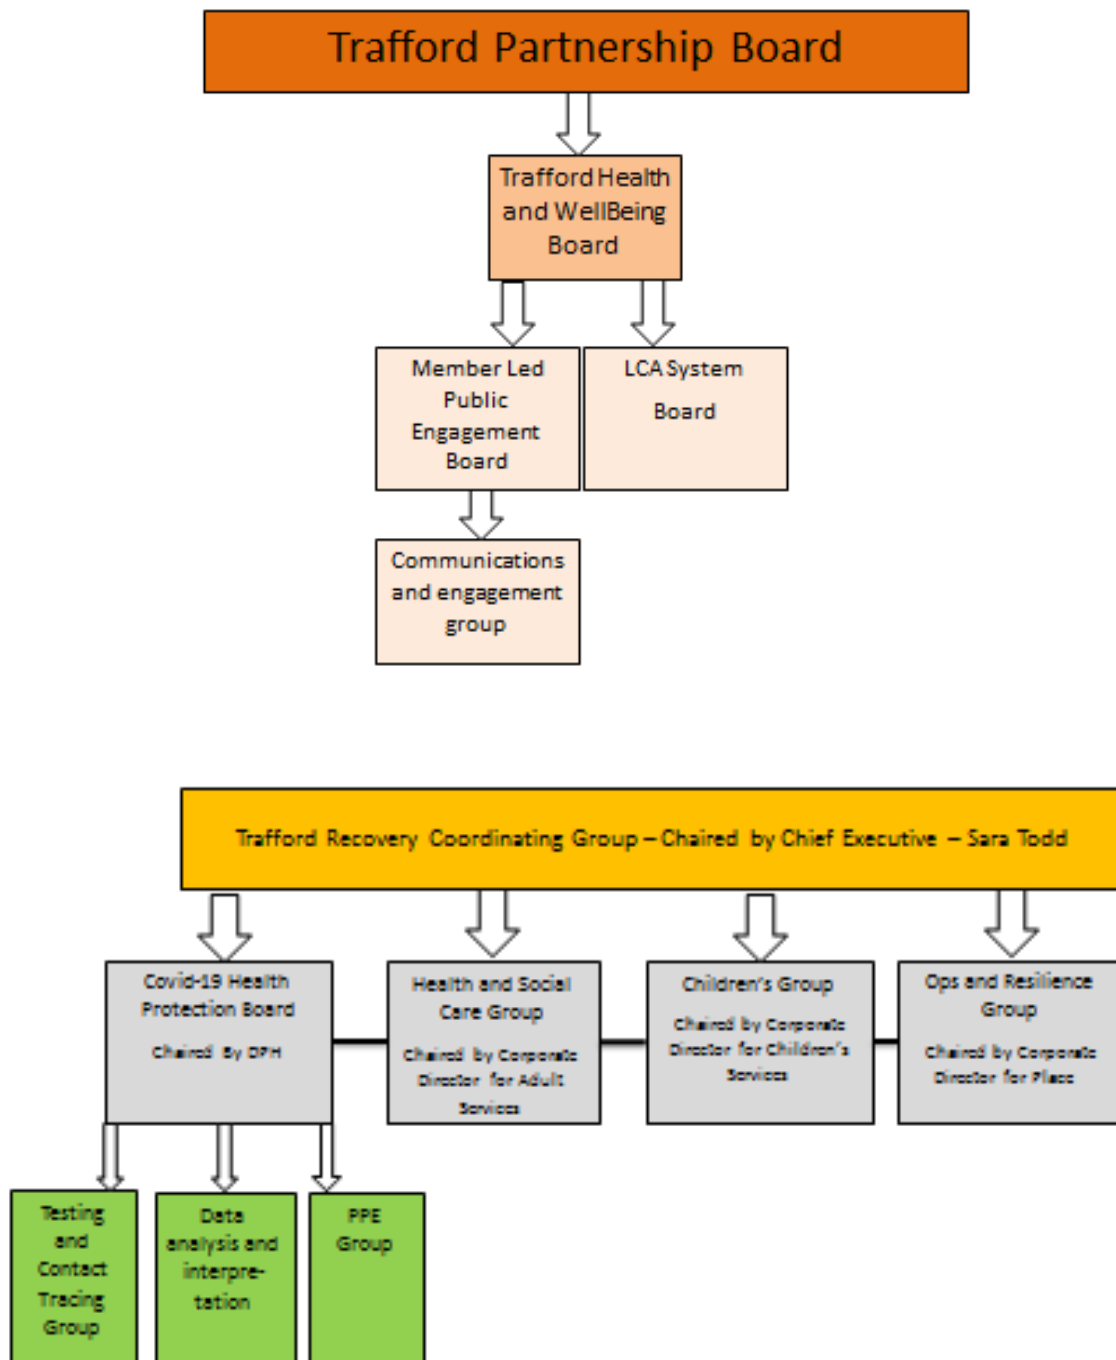 Trafford Partnership Board
Trafford Health
and WellBeing
Board
Member Led
Public
Engagement
Board
LCA System
Board
Communications
and engagement
group
Trafford Recovery Coordinating Group – Chaired by Chief Executive – Sara Todd
Covid-19 Health
Protection Board
Chaired By DPH
Health and Social
Care Group
Chaired by Corporate
Director for Adult
Services
Children's Group
Chaired by Corporate
Director for Children's
Services
Ops and Resilience
Group
Chaired by Corporate
Director for Place
Testing
and
Contact
Tracing
Group
Data
analysis and
interpre-
tation
PPE
Group